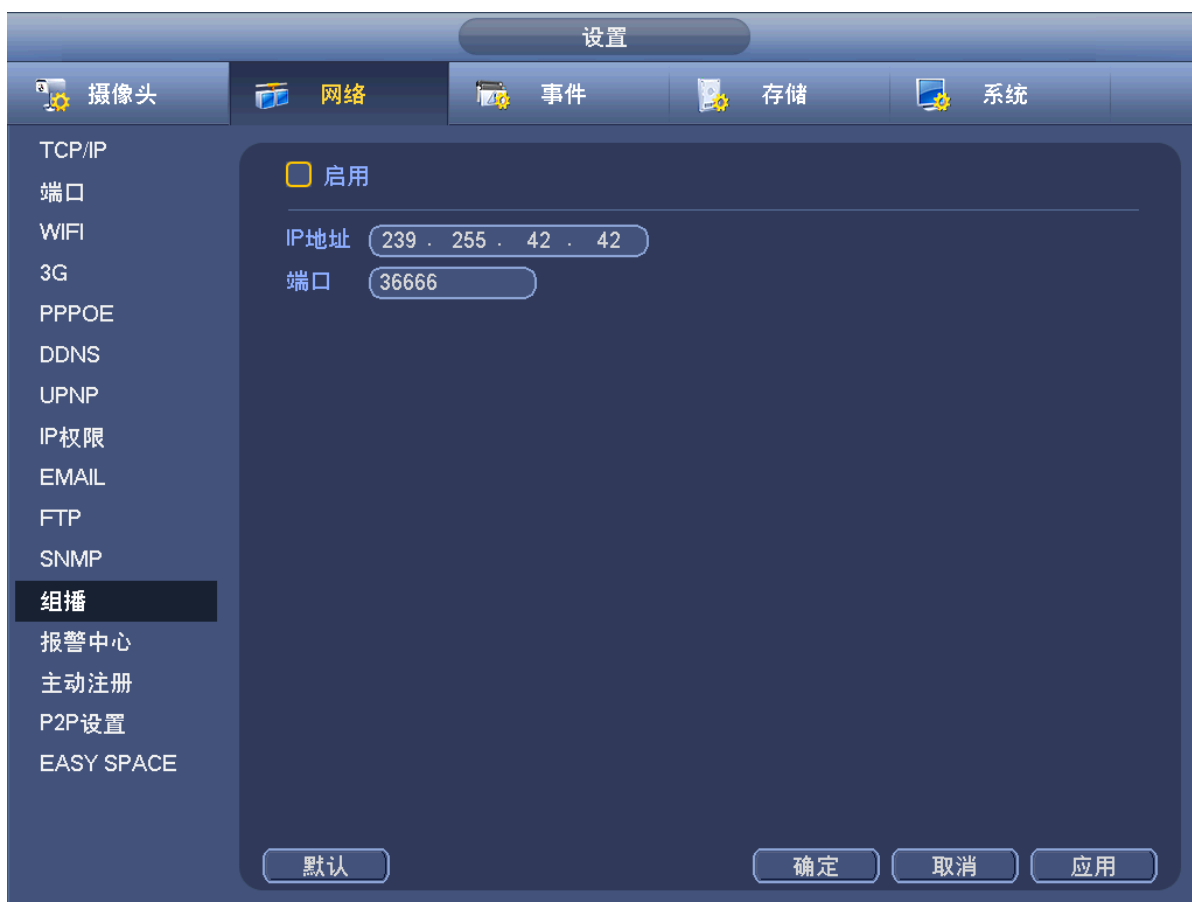 设置
摄像头 网络 事件 存储 系统
TCP/IP
端口
WIFI
3G
PPPOE
DDNS
UPNP
IP权限
EMAIL
FTP
SNMP
组播
报警中心
主动注册
P2P设置
EASY SPACE
启用
IP地址 239 . 255 . 42 . 42
端口 36666
默认 确定 取消 应用